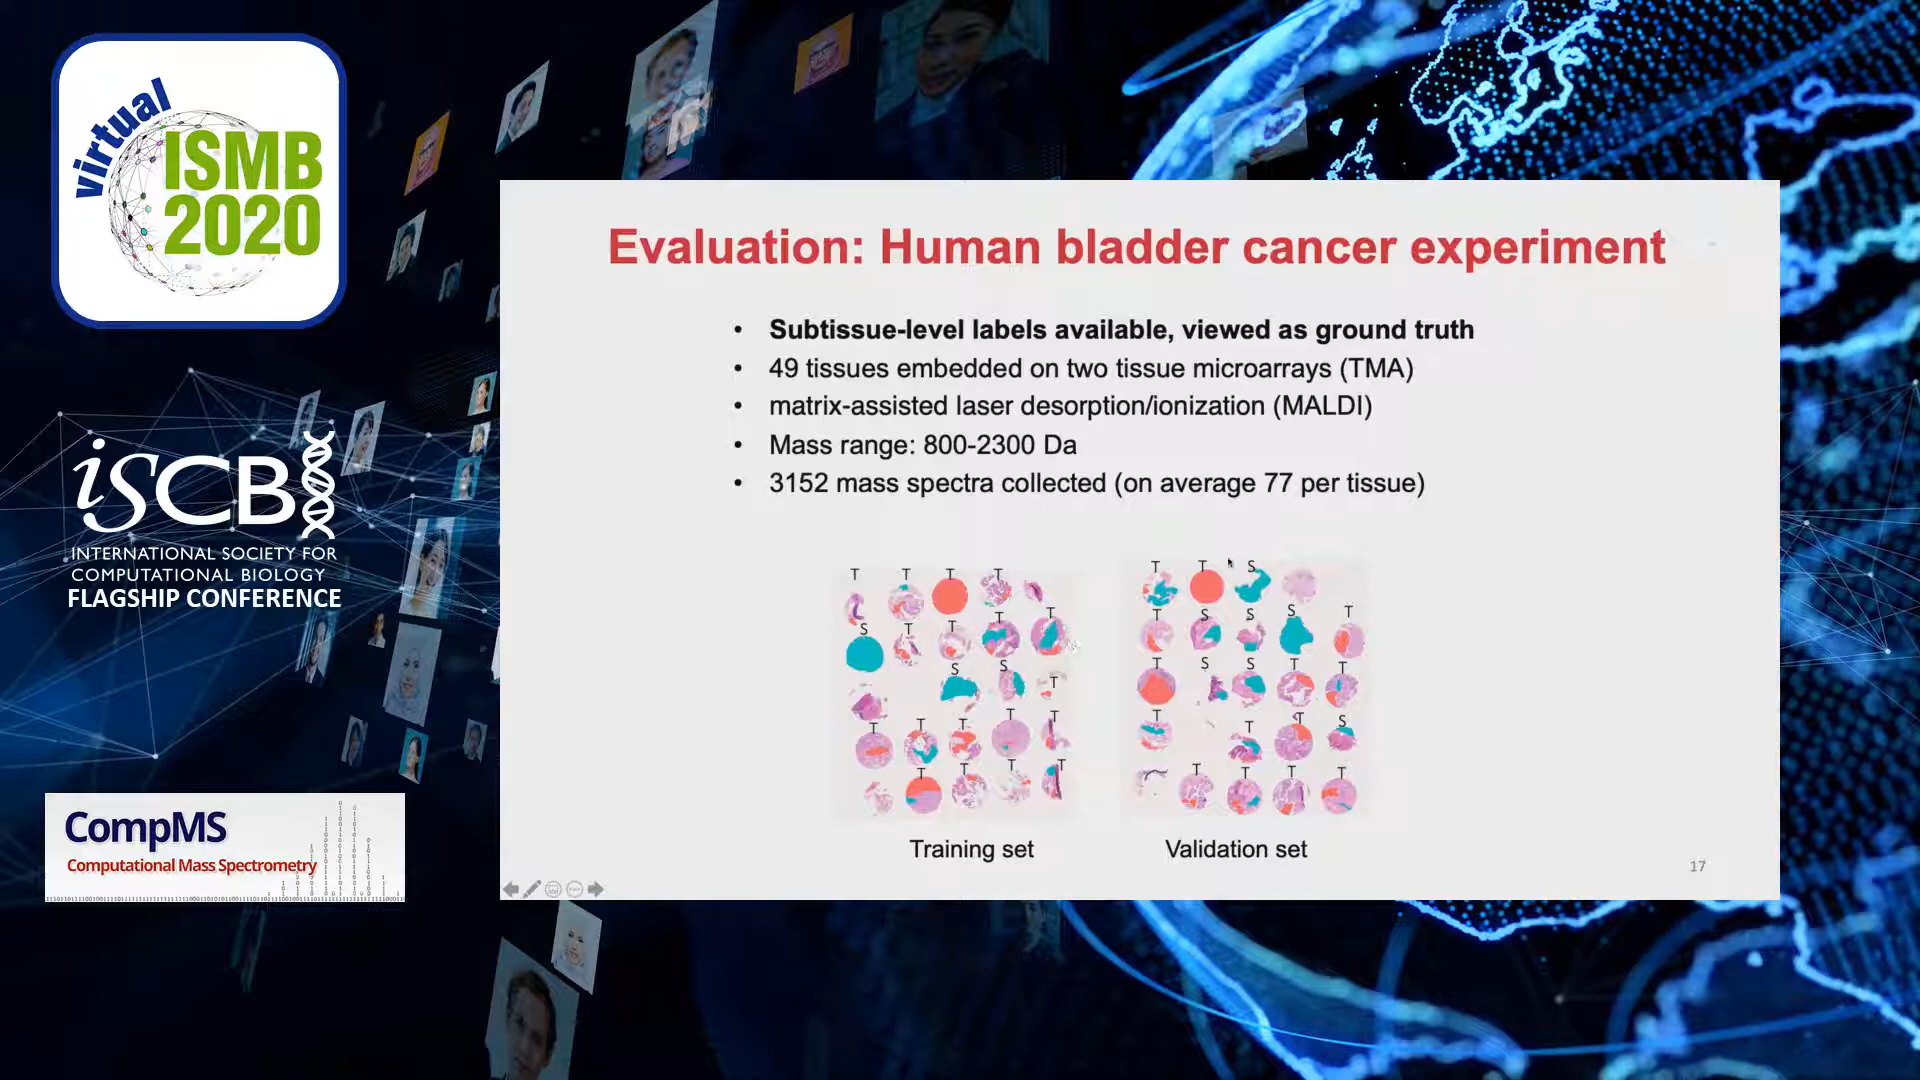 virtual
ISMB
2020
iSCB
INTERNATIONAL SOCIETY FOR
COMPUTATIONAL BIOLOGY
FLAGSHIP CONFERENCE
CompMS
Computational Mass Spectrometry
Evaluation: Human bladder cancer experiment
• Subtissue-level labels available, viewed as ground truth
• 49 tissues embedded on two tissue microarrays (TMA)
• matrix-assisted laser desorption/ionization (MALDI)
• Mass range: 800-2300 Da
• 3152 mass spectra collected (on average 77 per tissue)
T T T T
S T T T T
S S T
T T T T T
T T T T
Training set
T T S
T S S S T
T S S T T
T T T S
T T T T
Validation set
17